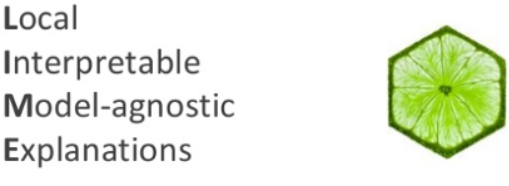 Local
Interpretable
Model-agnostic
Explanations